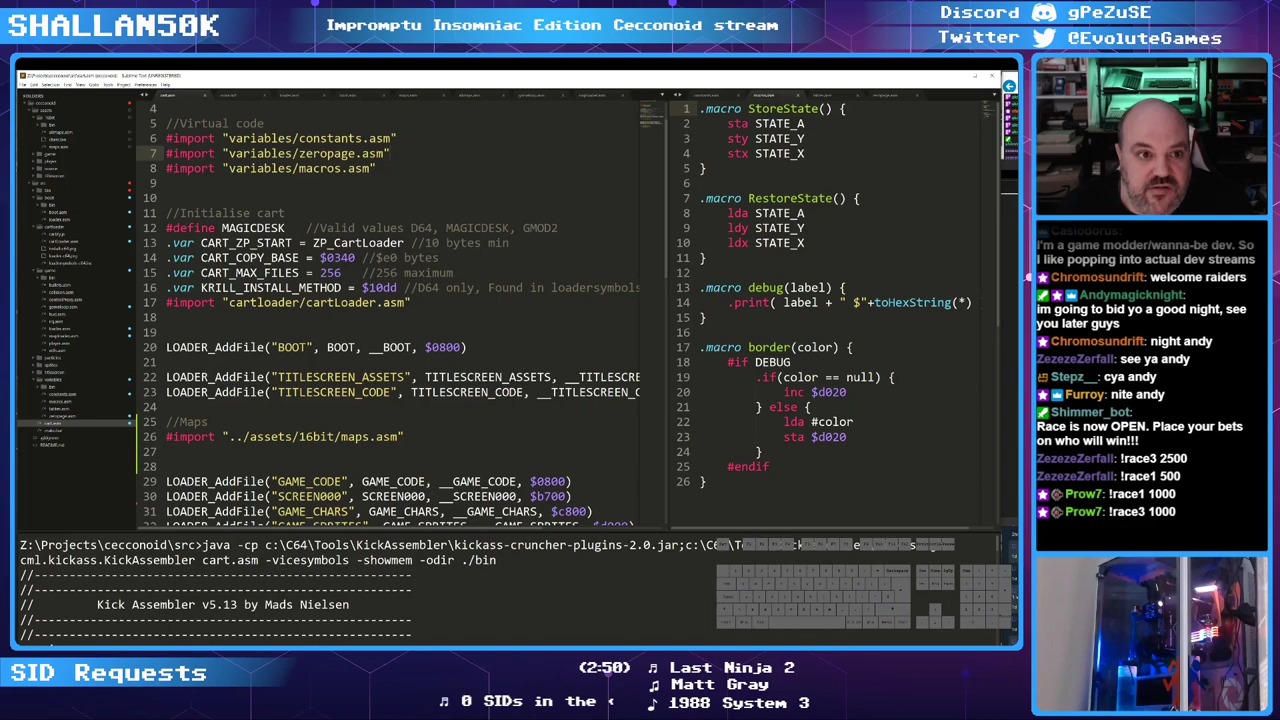 SHALLAN50K
Impromptu Insomniac Edition Cecconoid stream
Discord gPeZuSE
Twitter @EvoluteGames
4
5 //Virtual code
6 #import "variables/constants.asm"
7 #import "variables/zeropage.asm"
8 #import "variables/macros.asm"
9
10
11 //Initialise cart
12 #define MAGICDESK //Valid values D64, MAGICDESK, GMOD2
13 .var CART_ZP_START = ZP_CartLoader //10 bytes min
14 .var CART_COPY_BASE = $0340 //$e0 bytes
15 .var CART_MAX_FILES = 256 //256 maximum
16 .var KRILL_INSTALL_METHOD = $10dd //D64 only, Found in loadersymbols
17 #import "cartloader/cartLoader.asm"
18
19
20 LOADER_AddFile("BOOT", BOOT, __BOOT, $0800)
21
22 LOADER_AddFile("TITLESCREEN_ASSETS", TITLESCREEN_ASSETS, __TITLESCRE
23 LOADER_AddFile("TITLESCREEN_CODE", TITLESCREEN_CODE, __TITLESCREEN_C
24
25 //Maps
26 #import "../assets/16bit/maps.asm"
27
28
29 LOADER_AddFile("GAME_CODE", GAME_CODE, __GAME_CODE, $0800)
30 LOADER_AddFile("SCREEN000", SCREEN000, __SCREEN000, $b700)
31 LOADER_AddFile("GAME_CHARS", GAME_CHARS, __GAME_CHARS, $c800)
1 .macro StoreState() {
2 sta STATE_A
3 sty STATE_Y
4 stx STATE_X
5 }
6
7 .macro RestoreState() {
8 lda STATE_A
9 ldy STATE_Y
10 ldx STATE_X
11 }
12
13 .macro debug(label) {
14 .print( label + " $"+toHexString(*)
15 }
16
17 .macro border(color) {
18 #if DEBUG
19 .if(color == null) {
20 inc $d020
21 } else {
22 lda #color
23 sta $d020
24 }
25 #endif
26 }
Z:\Projects\cecconoid\src>java -cp c:\C64\Tools\KickAssembler\kickass-cruncher-plugins-2.0.jar;c:\C
cml.kickass.KickAssembler cart.asm -vicesymbols -showmem -odir ./bin
//------------------------------------------------------
//------------------------------------------------------
// Kick Assembler v5.13 by Mads Nielsen
//------------------------------------------------------
//------------------------------------------------------
Casiodorus:
I'm a game modder/wanna-be dev. So
I like popping into actual dev streams
Chromosundrift: welcome raiders
Andymagicknight:
im going to bid yo a good night, see
you later guys
Chromosundrift: night andy
ZezezeZerfall: see ya andy
Stepz__: cya andy
Furroy: nite andy
Shimmer_bot:
Race is now OPEN. Place your bets
on who will win!!!
ZezezeZerfall: !race3 2500
ZezezeZerfall: !race1 500
Prow7: !race1 1000
Prow7: !race3 1000
SID Requests
(2:50) Last Ninja 2
Matt Gray
0 SIDs in the
1988 System 3